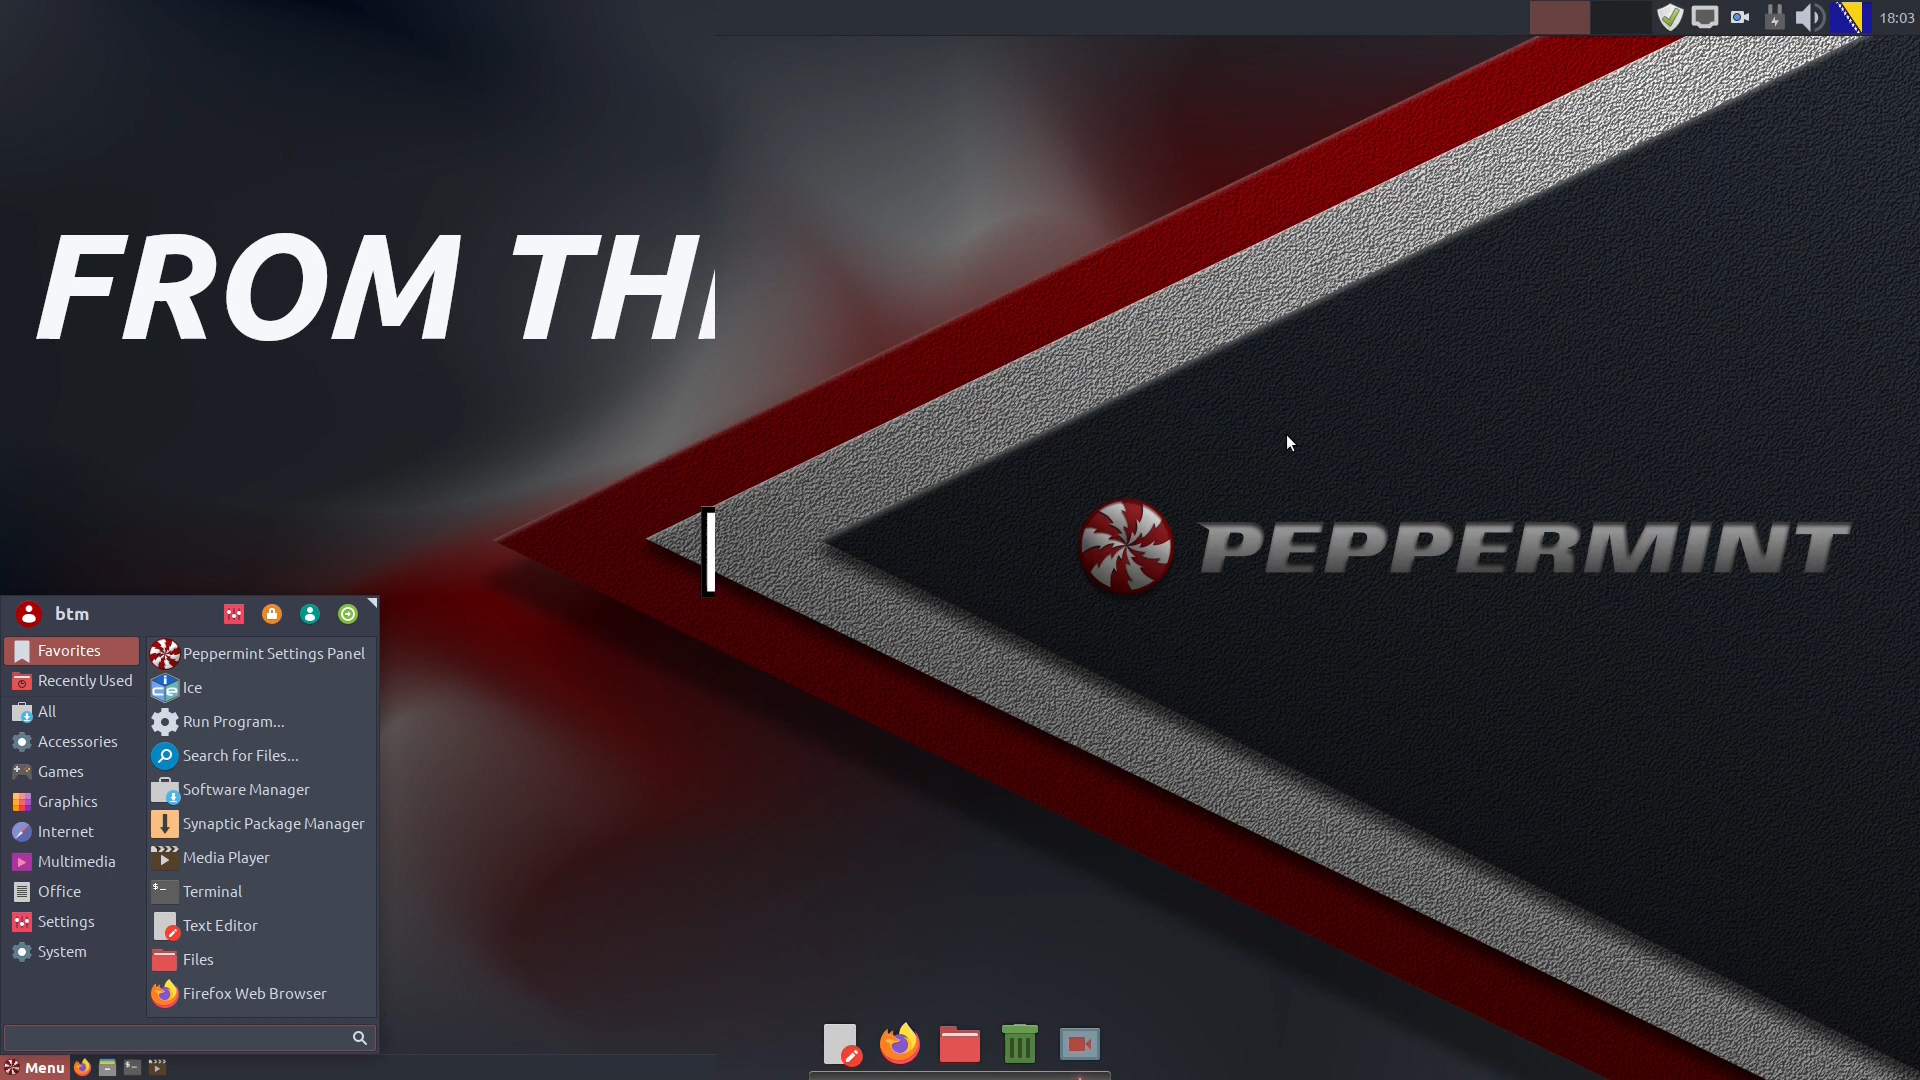 18:03
FROM TH
PEPPERMINT
btm
Favorites
Recently Used
All
Accessories
Games
Graphics
Internet
Multimedia
Office
Settings
System
Peppermint Settings Panel
Ice
Run Program...
Search for Files...
Software Manager
Synaptic Package Manager
Media Player
Terminal
Text Editor
Files
Firefox Web Browser
Menu